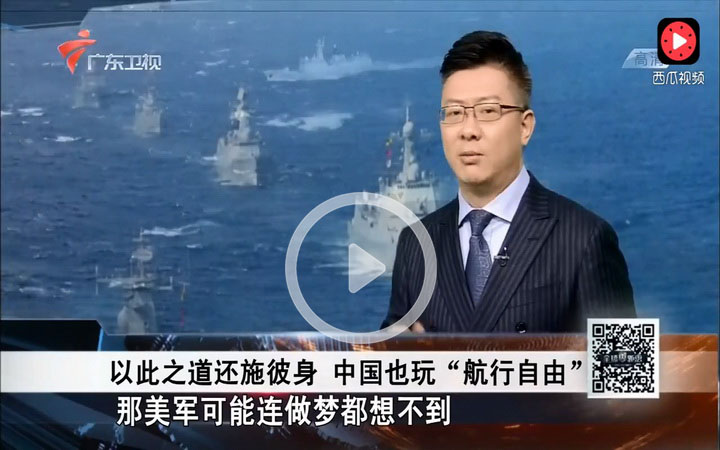 广东卫视
高清
西瓜视频
以此之道还施彼身 中国也玩“航行自由”
那美军可能连做梦都想不到